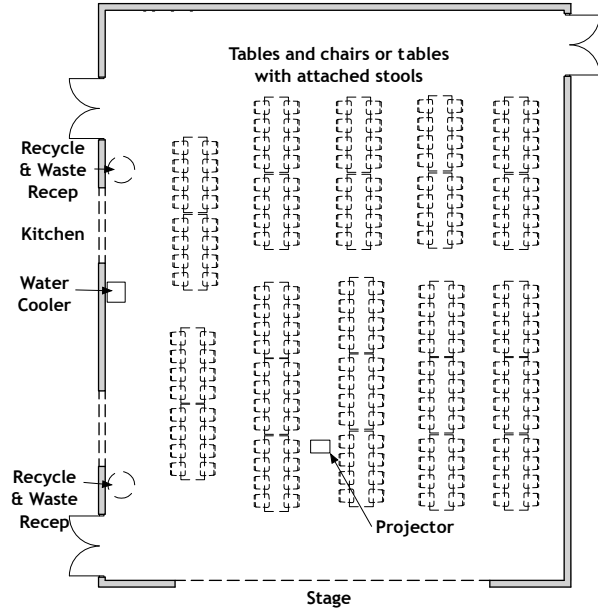 Tables and chairs or tables
with attached stools
Recycle
& Waste
Recep
Kitchen
Water
Cooler
Recycle
& Waste
Recep
Projector
Stage